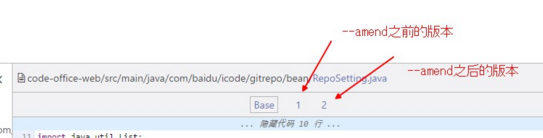 --amend之前的版本
--amend之后的版本
code-office-web/src/main/java/com/baidu/icode/gitrepo/bean/RepoSetting.java
Base 1 2
... 隐藏代码 10 行 ...
11 import java.util.List;